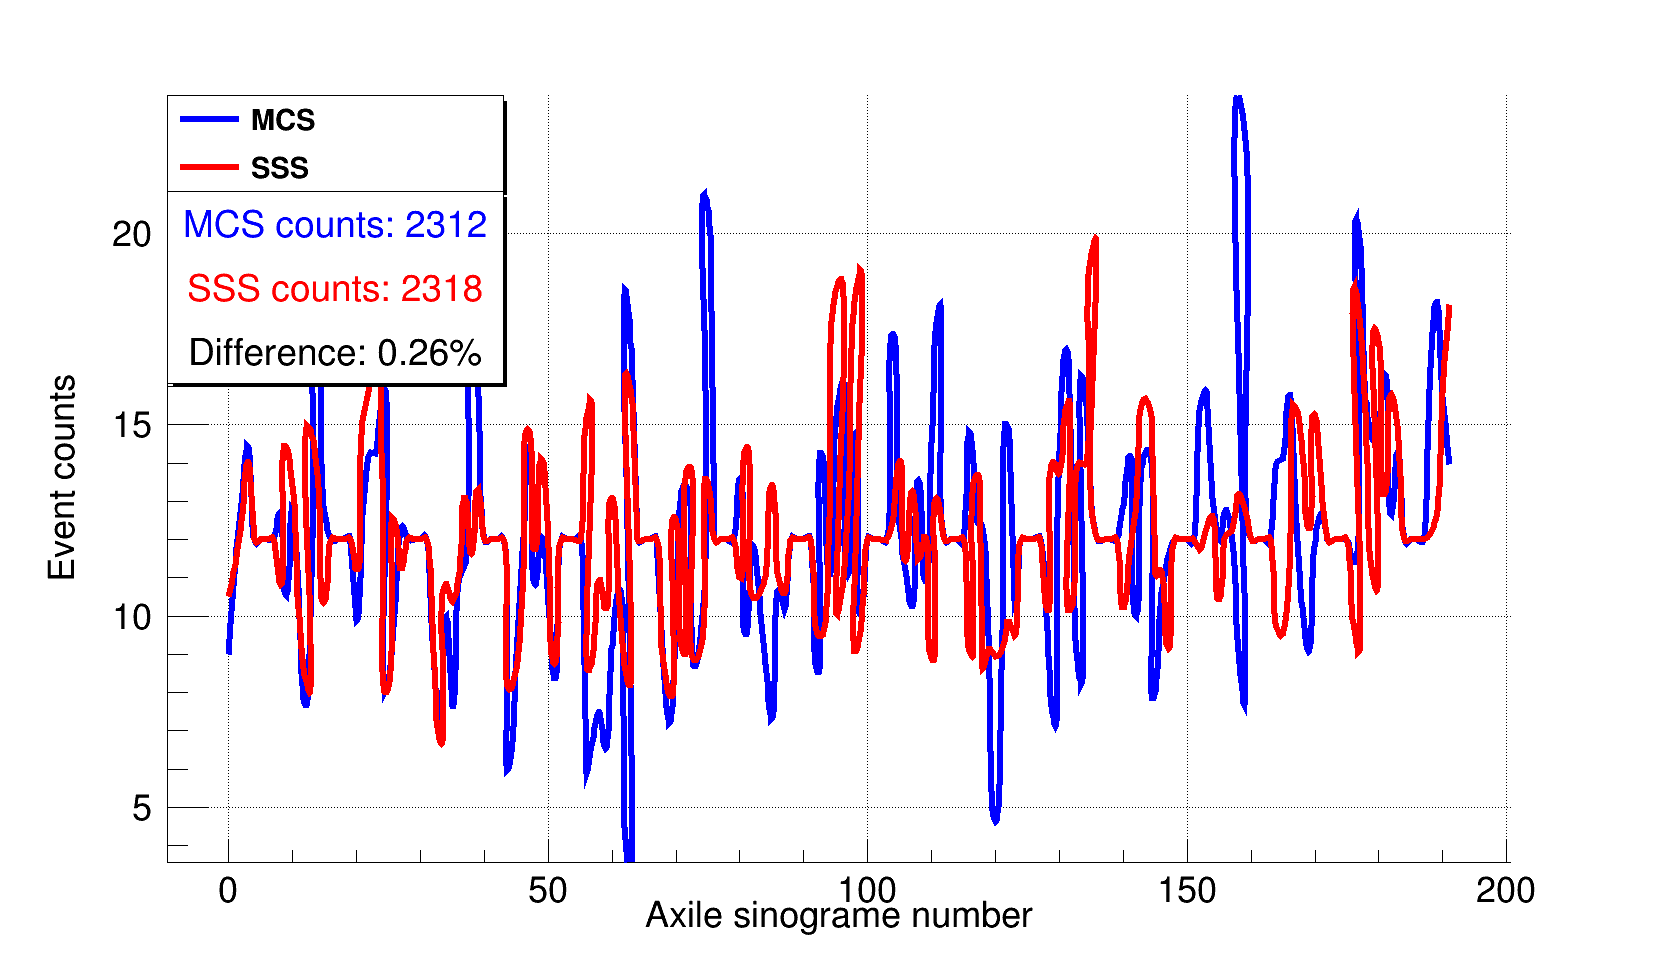 MCS
SSS
MCS counts: 2312
SSS counts: 2318
Difference: 0.26%
Event counts
20
15
10
5
0 50 100 150 200
Axile sinograme number